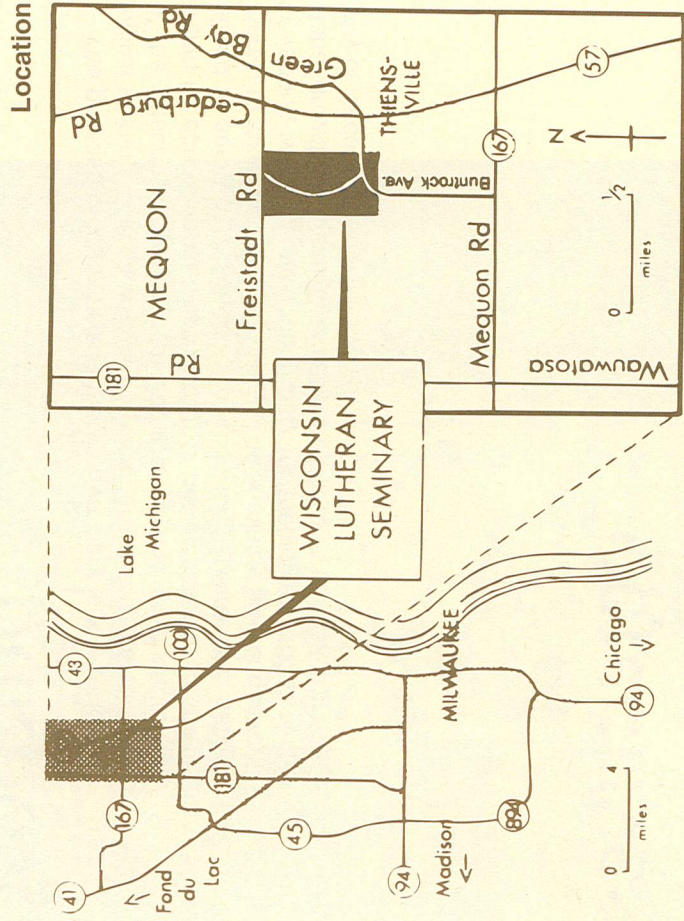 Location
41
Fond
du
Lac
167
43
100
181
45
94
Madison
894
MILWAUKEE
94
Chicago
Lake
Michigan
0 4
miles
WISCONSIN
LUTHERAN
SEMINARY
181
Rd
MEQUON
Cedarburg
Rd
Green
Bay
Rd
Freistadt Rd
THIENS-
VILLE
Buntrock Ave.
167
Mequon Rd
57
Wauwatosa
N
0 1/2
miles